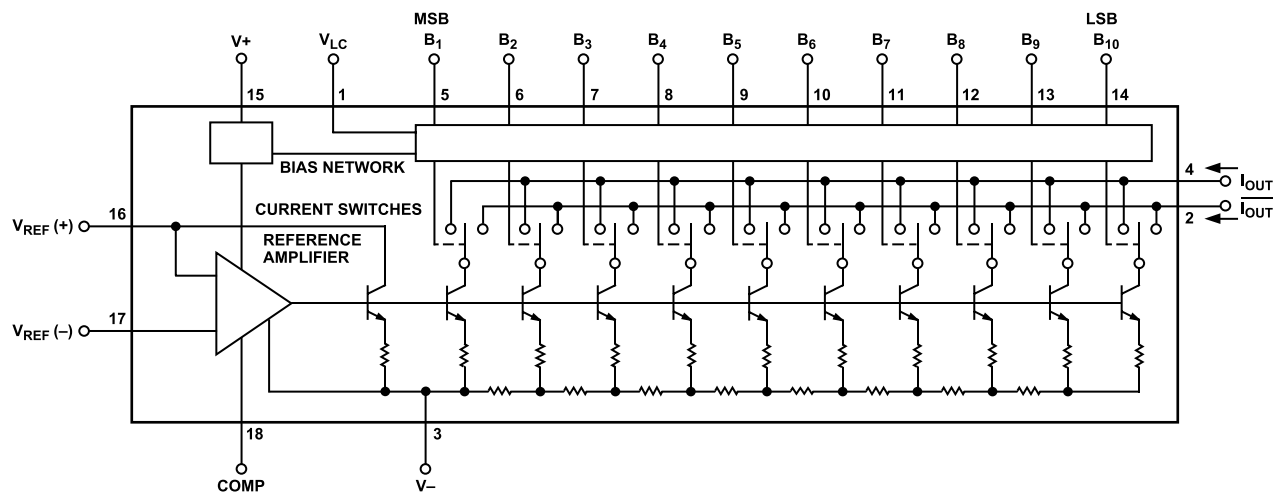 MSB LSB
V+ VLC B1 B2 B3 B4 B5 B6 B7 B8 B9 B10
15 1 5 6 7 8 9 10 11 12 13 14
BIAS NETWORK
4 IOUT
CURRENT SWITCHES
2 IOUT
16
VREF (+)
REFERENCE
AMPLIFIER
17
VREF (–)
18 3
COMP V–